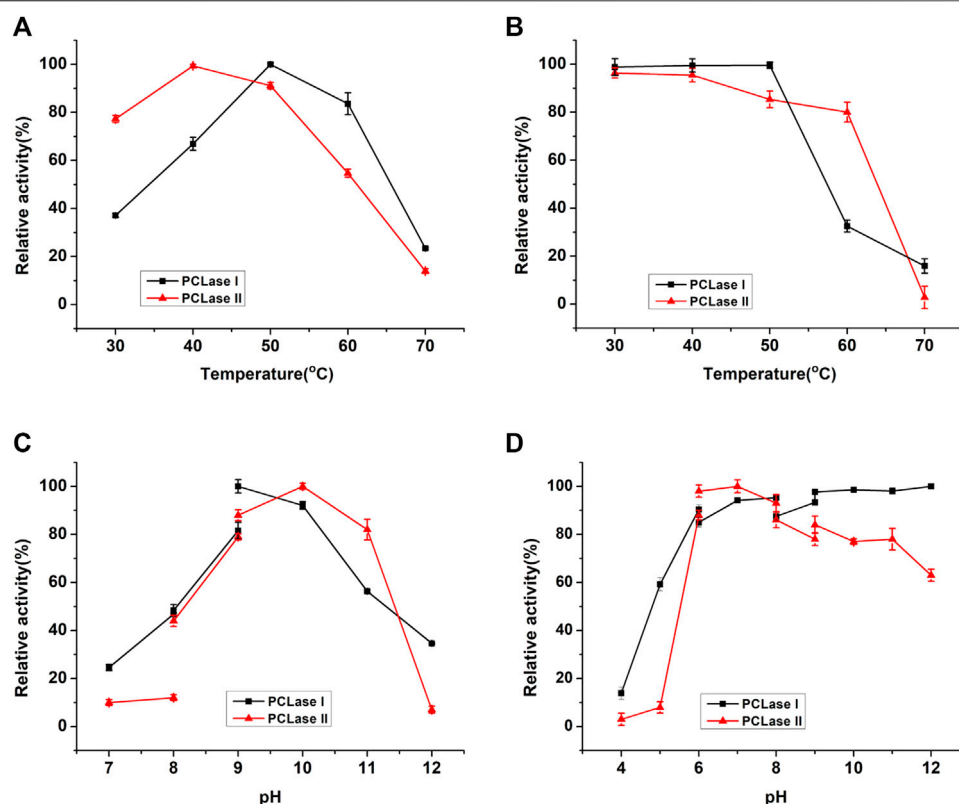 A
Relative activity(%)
100
80
60
40
20
0
PCLase I
PCLase II
30 40 50 60 70
Temperature(°C)
B
Relative acticity(%)
100
80
60
40
20
0
PCLase I
PCLase II
30 40 50 60 70
Temperature(°C)
C
Relative activity(%)
100
80
60
40
20
0
PCLase I
PCLase II
7 8 9 10 11 12
pH
D
Relative activity(%)
100
80
60
40
20
0
PCLase I
PCLase II
4 6 8 10 12
pH